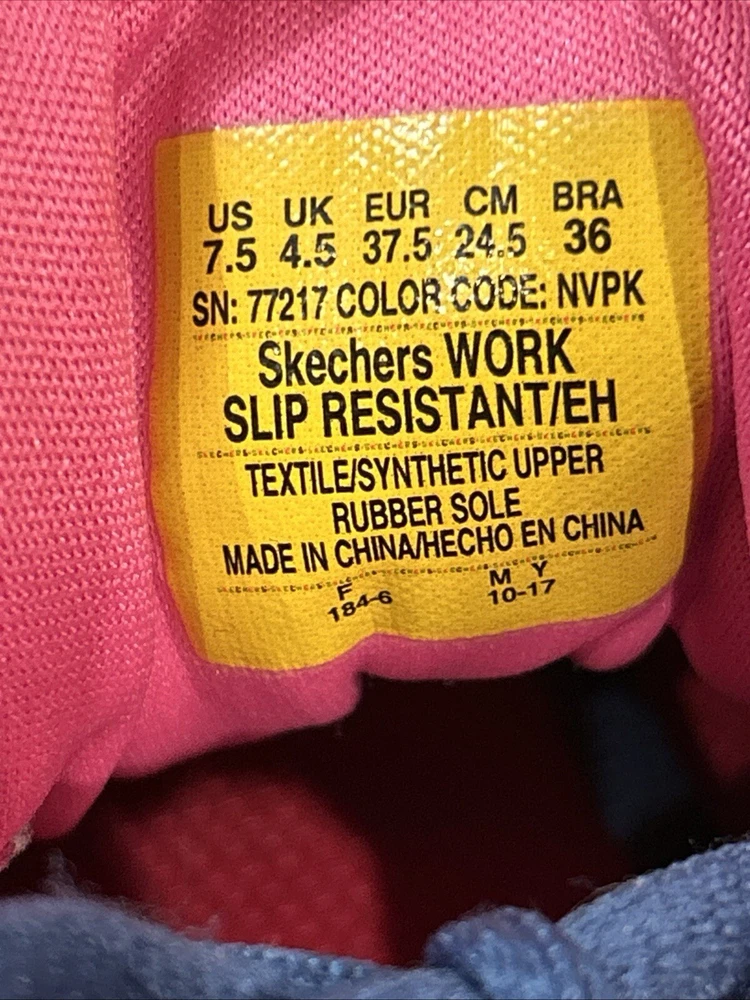 US UK EUR CM BRA
7.5 4.5 37.5 24.5 36
SN: 77217 COLOR CODE: NVPK
Skechers WORK
SLIP RESISTANT/EH
TEXTILE/SYNTHETIC UPPER
RUBBER SOLE
MADE IN CHINA/HECHO EN CHINA
F M Y
184-6 10-17